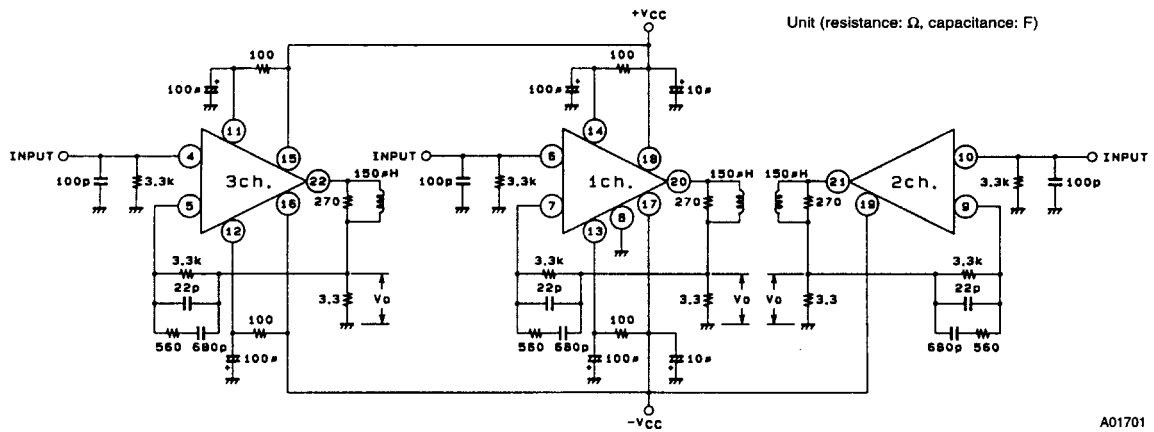 +VCC
Unit (resistance: Ω, capacitance: F)
100
100
100μ
+
100μ
+
+
10μ
11
14
INPUT
4
15
INPUT
6
18
10
INPUT
100p
3.3k
3ch.
22
150μH
270
100p
3.3k
1ch.
20
150μH
270
150μH
21
270
2ch.
3.3k
100p
5
16
7
8
17
19
9
12
13
3.3k
3.3k
3.3k
22p
3.3
Vo
22p
3.3
Vo
Vo
3.3
22p
560
680p
100
560
680p
100
680p
560
+
100μ
+
100μ
+
10μ
−VCC
A01701